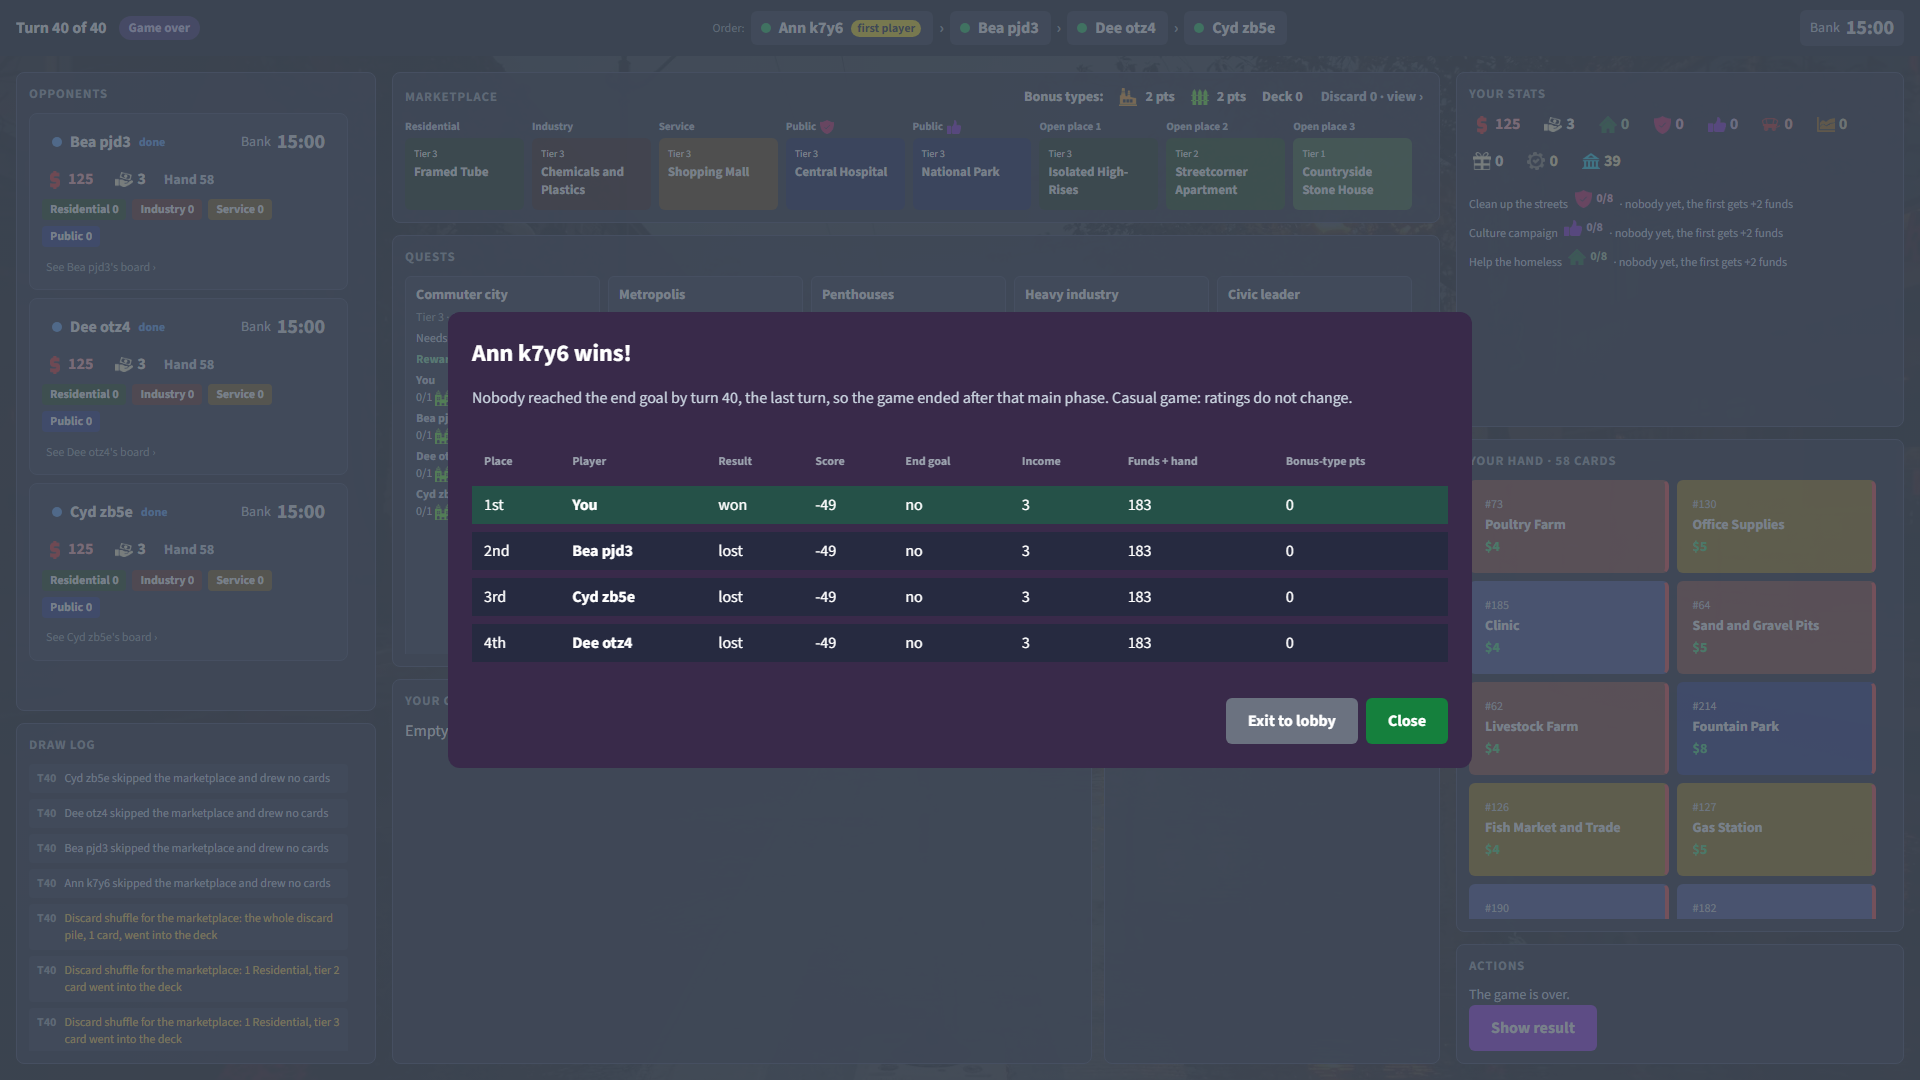 Turn 40 of 40 Game over
Order: Ann k7y6 first player › Bea pjd3 › Dee otz4 › Cyd zb5e
Bank 15:00
OPPONENTS
Bea pjd3 done Bank 15:00
125 3 Hand 58
Residential 0 Industry 0 Service 0
Public 0
See Bea pjd3's board ›
Dee otz4 done Bank 15:00
125 3 Hand 58
Residential 0 Industry 0 Service 0
Public 0
See Dee otz4's board ›
Cyd zb5e done Bank 15:00
125 3 Hand 58
Residential 0 Industry 0 Service 0
Public 0
See Cyd zb5e's board ›
DRAW LOG
T40 Cyd zb5e skipped the marketplace and drew no cards
T40 Dee otz4 skipped the marketplace and drew no cards
T40 Bea pjd3 skipped the marketplace and drew no cards
T40 Ann k7y6 skipped the marketplace and drew no cards
T40 Discard shuffle for the marketplace: the whole discard
pile, 1 card, went into the deck
T40 Discard shuffle for the marketplace: 1 Residential, tier 2
card went into the deck
T40 Discard shuffle for the marketplace: 1 Residential, tier 3
card went into the deck
MARKETPLACE
Bonus types: 2 pts 2 pts Deck 0 Discard 0 · view ›
Residential Industry Service Public Public Open place 1 Open place 2 Open place 3
Tier 3 Tier 3 Tier 3 Tier 3 Tier 3 Tier 3 Tier 2 Tier 1
Framed Tube Chemicals and Shopping Mall Central Hospital National Park Isolated High- Streetcorner Countryside
Plastics Rises Apartment Stone House
QUESTS
Commuter city Metropolis Penthouses Heavy industry Civic leader
Tier 3
Needs
Rewa
You
0/1
Bea pj
0/1
Dee ot
0/1
Cyd zb
0/1
YOUR C
Empty
Ann k7y6 wins!
Nobody reached the end goal by turn 40, the last turn, so the game ended after that main phase. Casual game: ratings do not change.
Place Player Result Score End goal Income Funds + hand Bonus-type pts
1st You won -49 no 3 183 0
2nd Bea pjd3 lost -49 no 3 183 0
3rd Cyd zb5e lost -49 no 3 183 0
4th Dee otz4 lost -49 no 3 183 0
Exit to lobby Close
YOUR STATS
125 3 0 0 0 0 0
0 0 39
Clean up the streets 0/8 · nobody yet, the first gets +2 funds
Culture campaign 0/8 · nobody yet, the first gets +2 funds
Help the homeless 0/8 · nobody yet, the first gets +2 funds
YOUR HAND · 58 CARDS
#73 #130
Poultry Farm Office Supplies
$4 $5
#185 #64
Clinic Sand and Gravel Pits
$4 $5
#62 #214
Livestock Farm Fountain Park
$4 $8
#126 #127
Fish Market and Trade Gas Station
$4 $5
#190 #182
ACTIONS
The game is over.
Show result